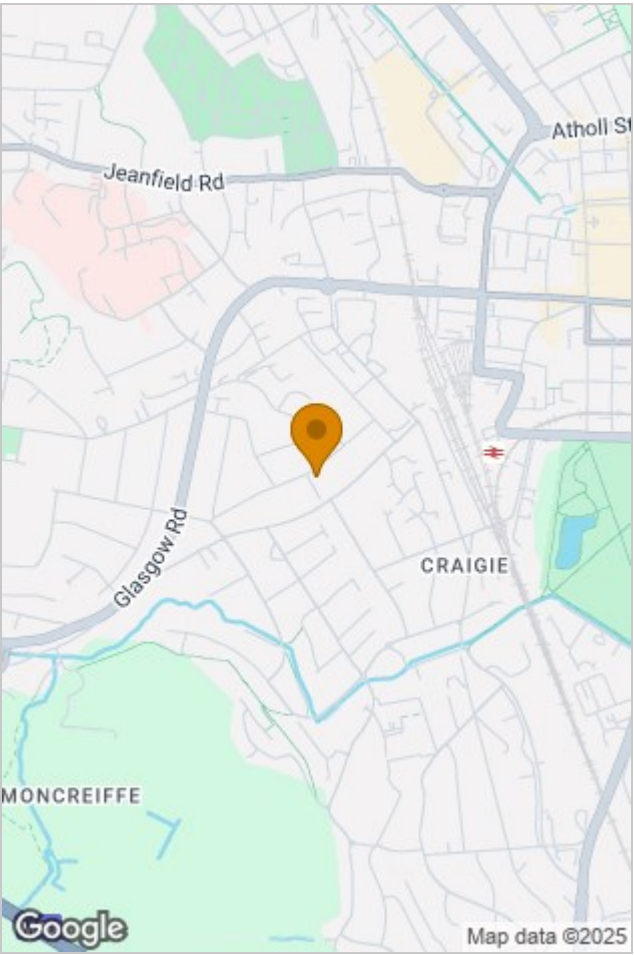 Atholl St
Jeanfield Rd
Glasgow Rd
CRAIGIE
MONCREIFFE
Google
Map data ©2025